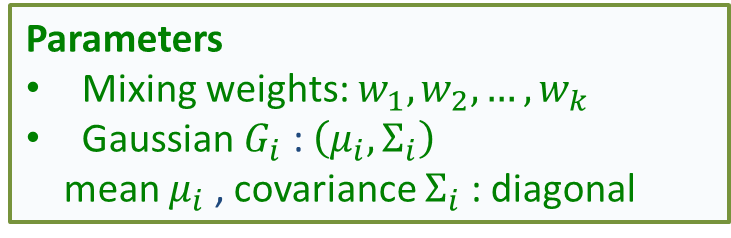 Parameters
• Mixing weights: w₁, w₂, … , wₖ
• Gaussian Gᵢ : (μᵢ, Σᵢ)
mean μᵢ , covariance Σᵢ : diagonal